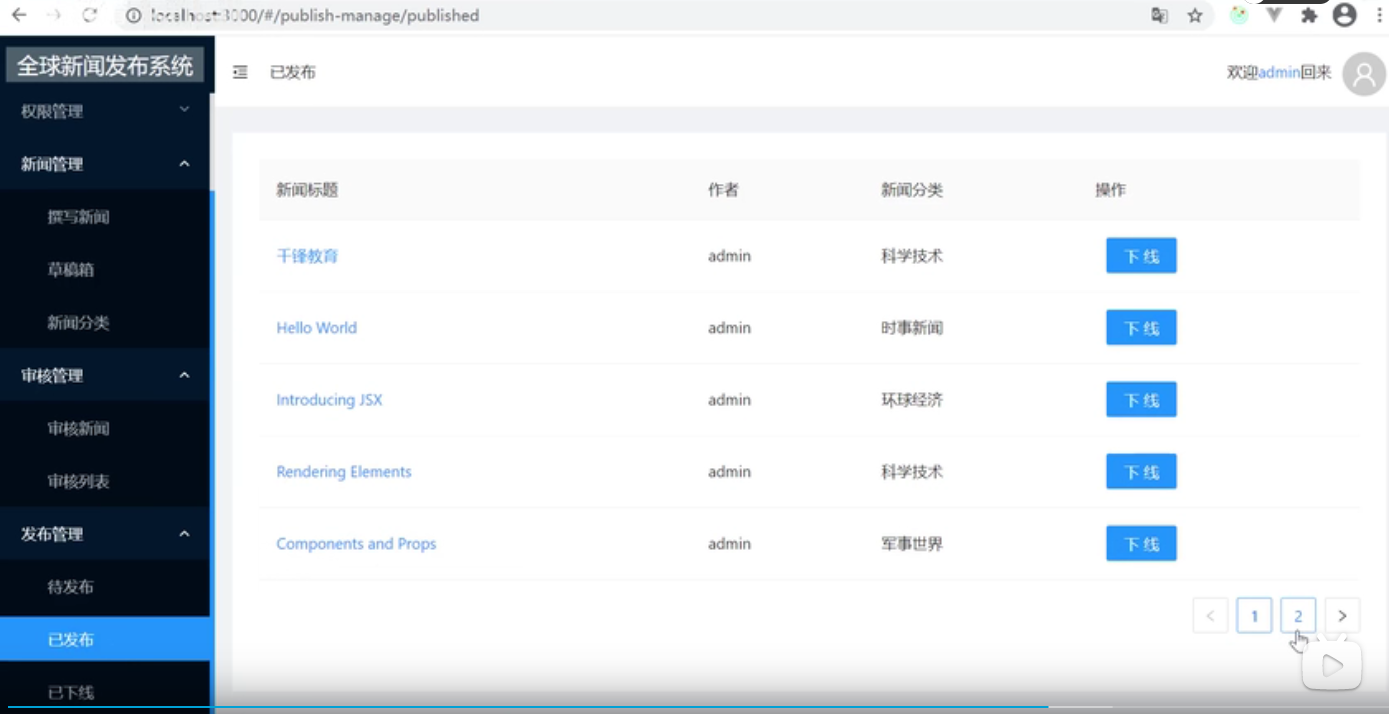 localhost:3000/#/publish-manage/published
全球新闻发布系统
已发布
欢迎admin回来
权限管理
新闻管理
撰写新闻
草稿箱
新闻分类
审核管理
审核新闻
审核列表
发布管理
待发布
已发布
已下线
新闻标题 作者 新闻分类 操作
千锋教育 admin 科学技术 下线
Hello World admin 时事新闻 下线
Introducing JSX admin 环球经济 下线
Rendering Elements admin 科学技术 下线
Components and Props admin 军事世界 下线
< 1 2 >